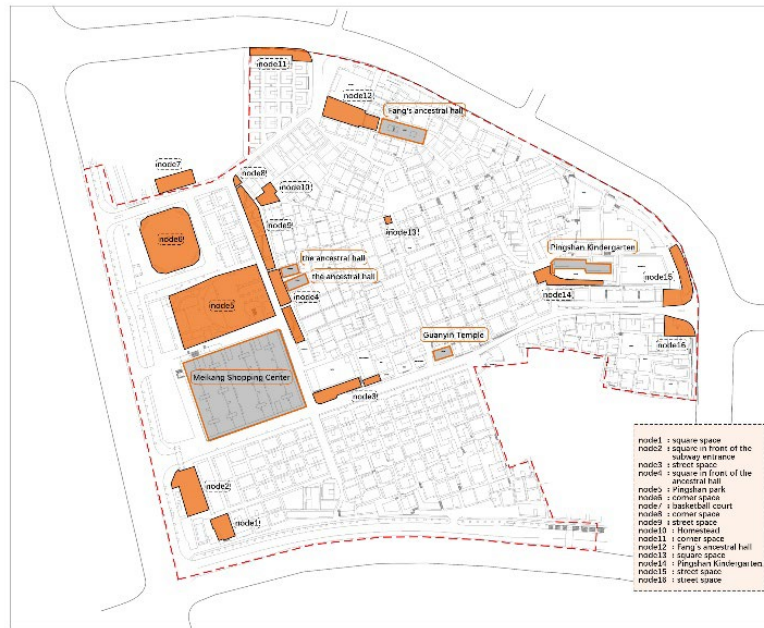 node11
node12
Fang's ancestral hall
node7
node8
node10
node6
node9
node13
the ancestral hall
the ancestral hall
Pingshan Kindergarten
node15
node5
node4
node14
Guanyin Temple
node16
Meikang Shopping Center
node3
node2
node1
node1 : square space
node2 : square in front of the
subway entrance
node3 : street space
node4 : square in front of the
ancestral hall
node5 : Pingshan park
node6 : corner space
node7 : basketball court
node8 : corner space
node9 : street space
node10 : Homestead
node11 : corner space
node12 : Fang's ancestral hall
node13 : square space
node14 : Pingshan Kindergarten
node15 : street space
node16 : street space